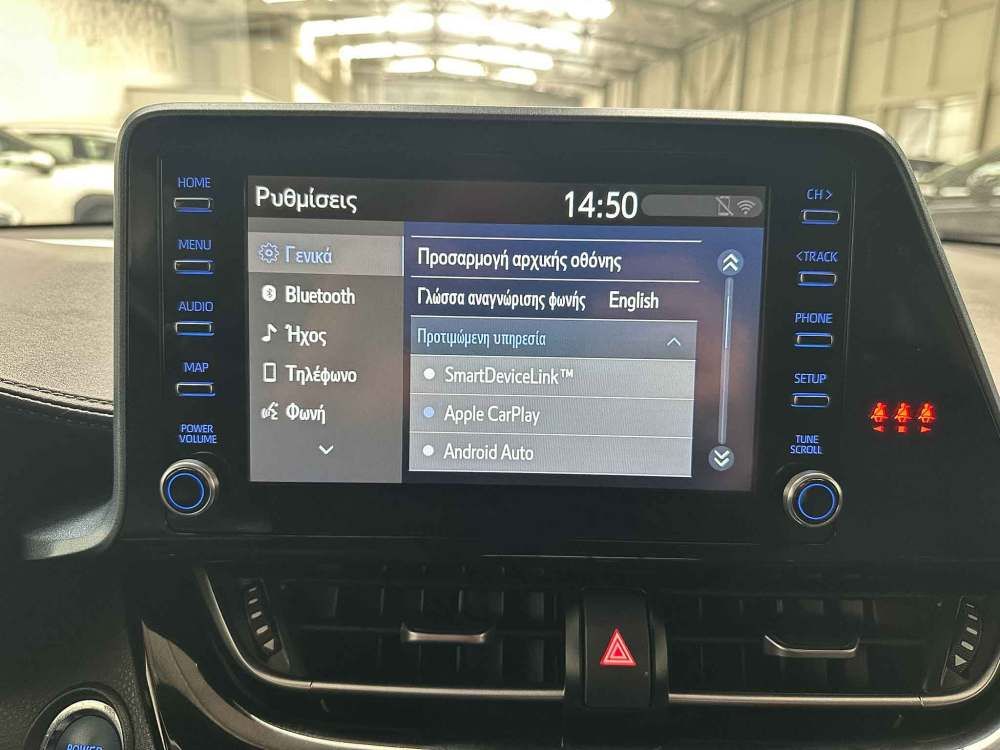 HOME
MENU
AUDIO
MAP
POWER
VOLUME
Ρυθμίσεις 14:50
Γενικά
Bluetooth
Ήχος
Τηλέφωνο
Φωνή
Προσαρμογή αρχικής οθόνης
Γλώσσα αναγνώρισης φωνής English
Προτιμώμενη υπηρεσία
SmartDeviceLink™
Apple CarPlay
Android Auto
CH>
<TRACK
PHONE
SETUP
TUNE
SCROLL
POWER